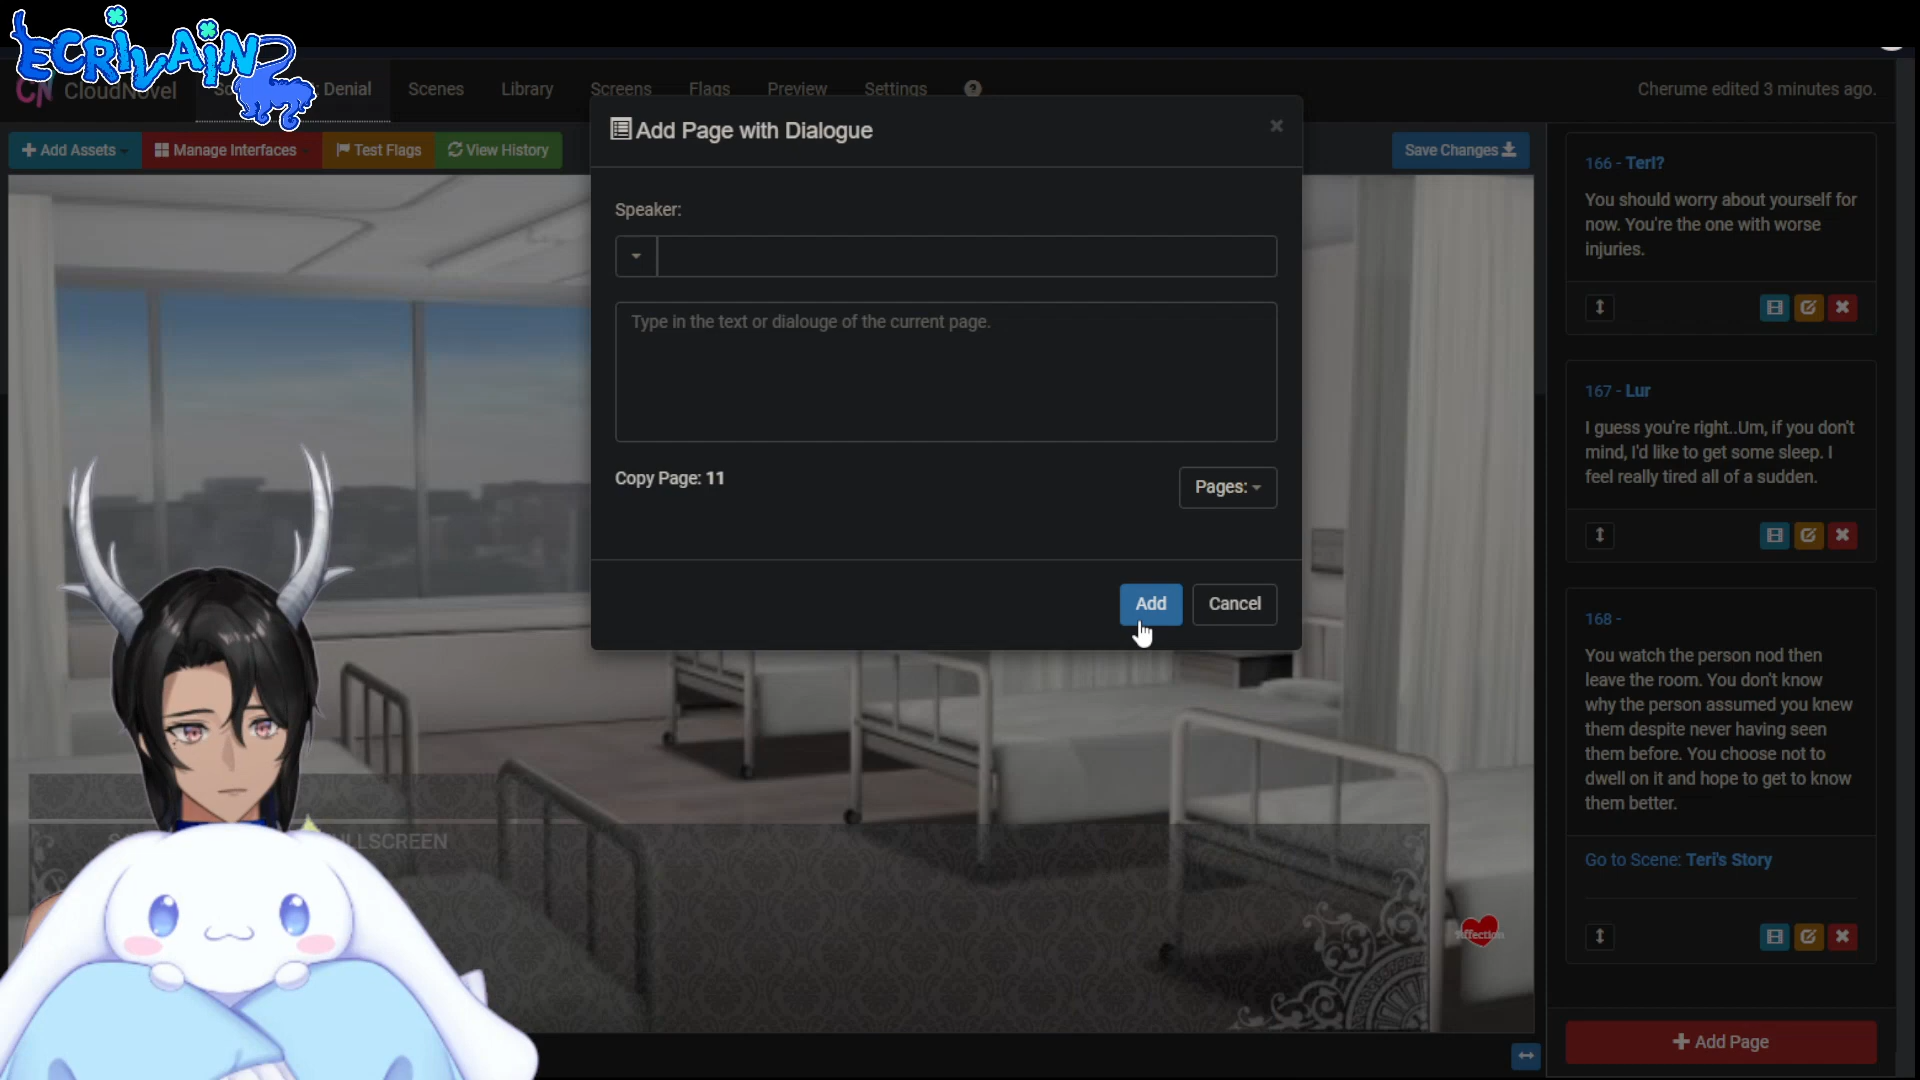 ECRIVAIN
CN CloudNovel
Denial
Scenes
Library
Screens
Flags
Preview
Settings
?
Cherume edited 3 minutes ago.
Add Assets
Manage Interfaces
Test Flags
View History
Save Changes
Add Page with Dialogue
×
Speaker:
Type in the text or dialouge of the current page.
Copy Page: 11
Pages:
Add
Cancel
LLSCREEN
Affection
166 - Terl?
You should worry about yourself for
now. You're the one with worse
injuries.
167 - Lur
I guess you're right..Um, if you don't
mind, I'd like to get some sleep. I
feel really tired all of a sudden.
168 -
You watch the person nod then
leave the room. You don't know
why the person assumed you knew
them despite never having seen
them before. You choose not to
dwell on it and hope to get to know
them better.
Go to Scene: Teri's Story
Add Page